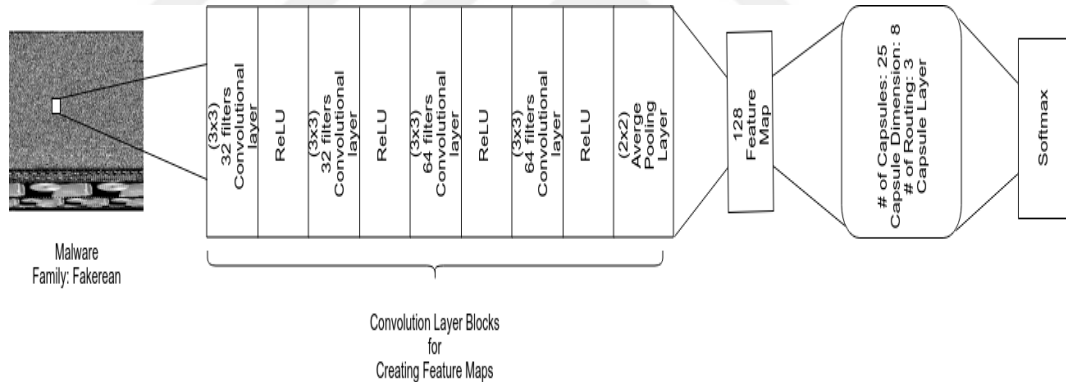 (3x3)
32 filters
Convolutional
layer
ReLU
(3x3)
32 filters
Convolutional
layer
ReLU
(3x3)
64 filters
Convolutional
layer
ReLU
(3x3)
64 filters
Convolutional
layer
ReLU
(2x2)
Averge
Pooling
Layer
128
Feature
Map
# of Capsules: 25
Capsule Dimension: 8
# of Routing: 3
Capsule Layer
Softmax
Malware
Family: Fakerean
Convolution Layer Blocks
for
Creating Feature Maps